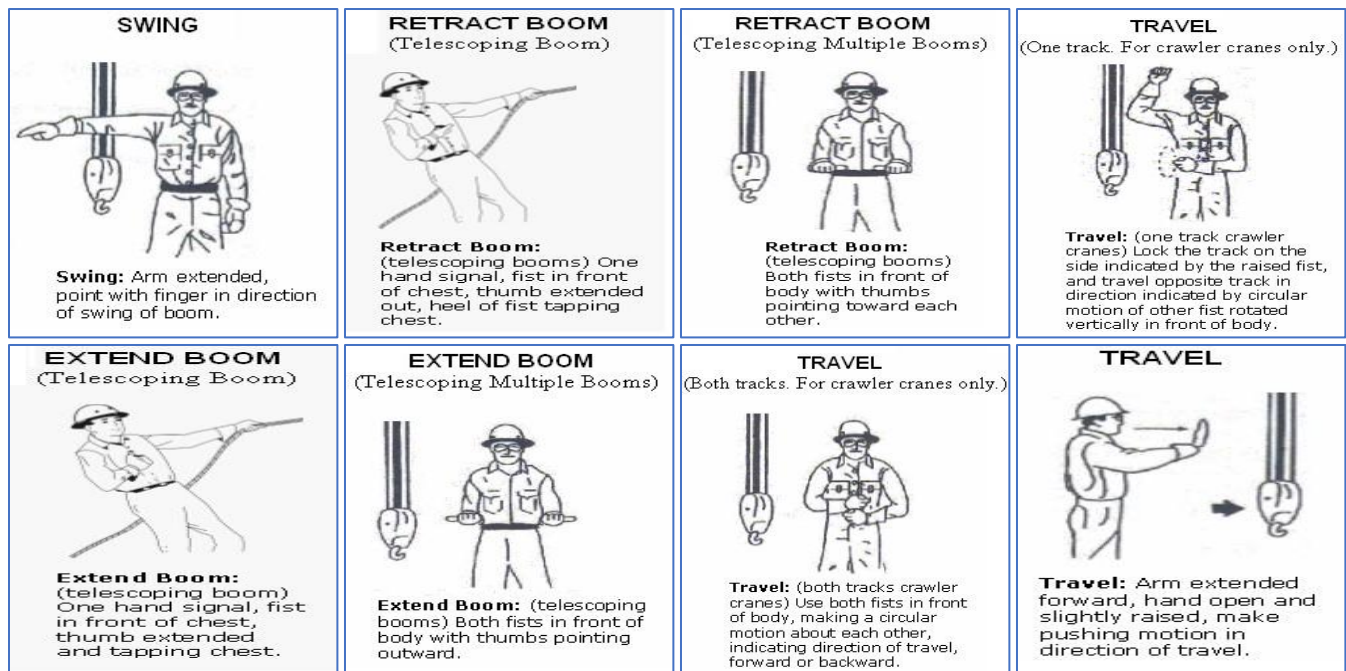 SWING
Swing: Arm extended,
point with finger in direction
of swing of boom.
RETRACT BOOM
(Telescoping Boom)
Retract Boom:
(telescoping booms) One
hand signal, fist in front
of chest, thumb extended
out, heel of fist tapping
chest.
RETRACT BOOM
(Telescoping Multiple Booms)
Retract Boom:
(telescoping booms)
Both fists in front of
body with thumbs
pointing toward each
other.
TRAVEL
(One track. For crawler cranes only.)
Travel: (one track crawler
cranes) Lock the track on the
side indicated by the raised fist,
and travel opposite track in
direction indicated by circular
motion of other fist rotated
vertically in front of body.
EXTEND BOOM
(Telescoping Boom)
Extend Boom:
(telescoping boom)
One hand signal, fist
in front of chest,
thumb extended
and tapping chest.
EXTEND BOOM
(Telescoping Multiple Booms)
Extend Boom: (telescoping
booms) Both fists in front of
body with thumbs pointing
outward.
TRAVEL
(Both tracks. For crawler cranes only.)
Travel: (both tracks crawler
cranes) Use both fists in front
of body, making a circular
motion about each other,
indicating direction of travel,
forward or backward.
TRAVEL
Travel: Arm extended
forward, hand open and
slightly raised, make
pushing motion in
direction of travel.